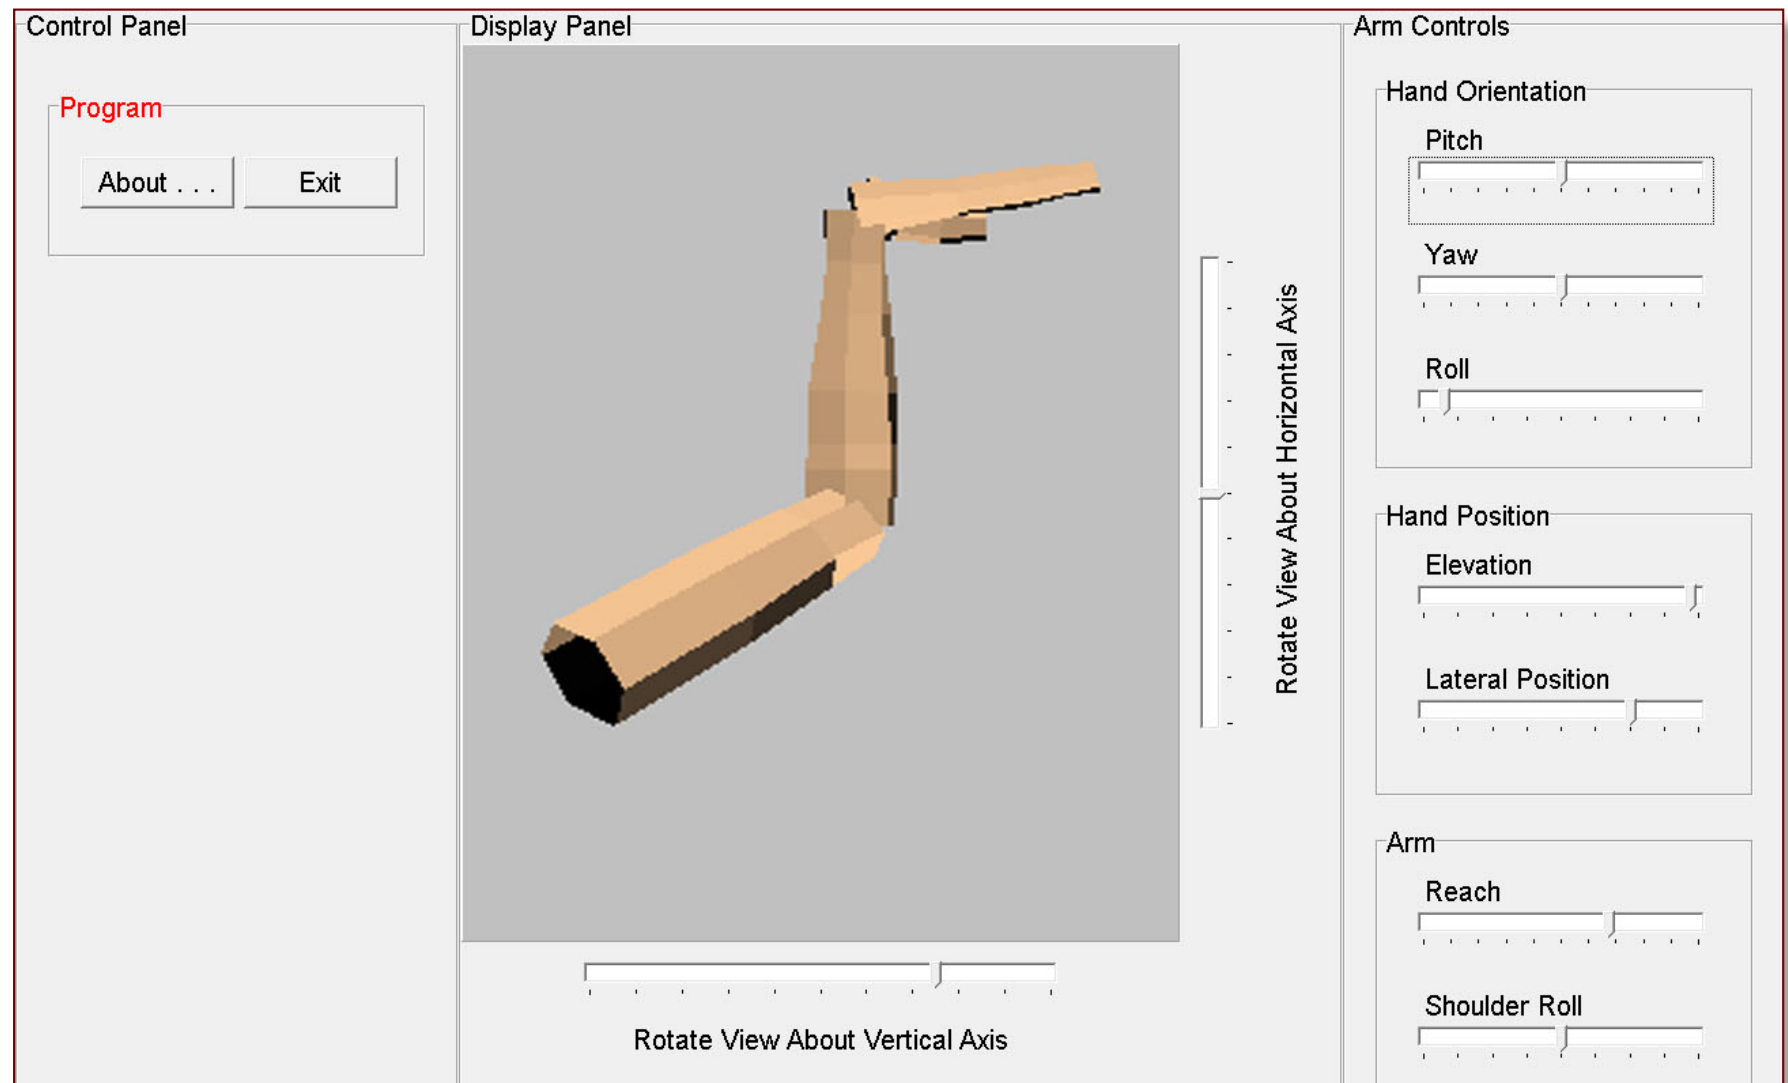 Control Panel
Program
About . . .
Exit
Display Panel
Rotate View About Horizontal Axis
Rotate View About Vertical Axis
Arm Controls
Hand Orientation
Pitch
Yaw
Roll
Hand Position
Elevation
Lateral Position
Arm
Reach
Shoulder Roll